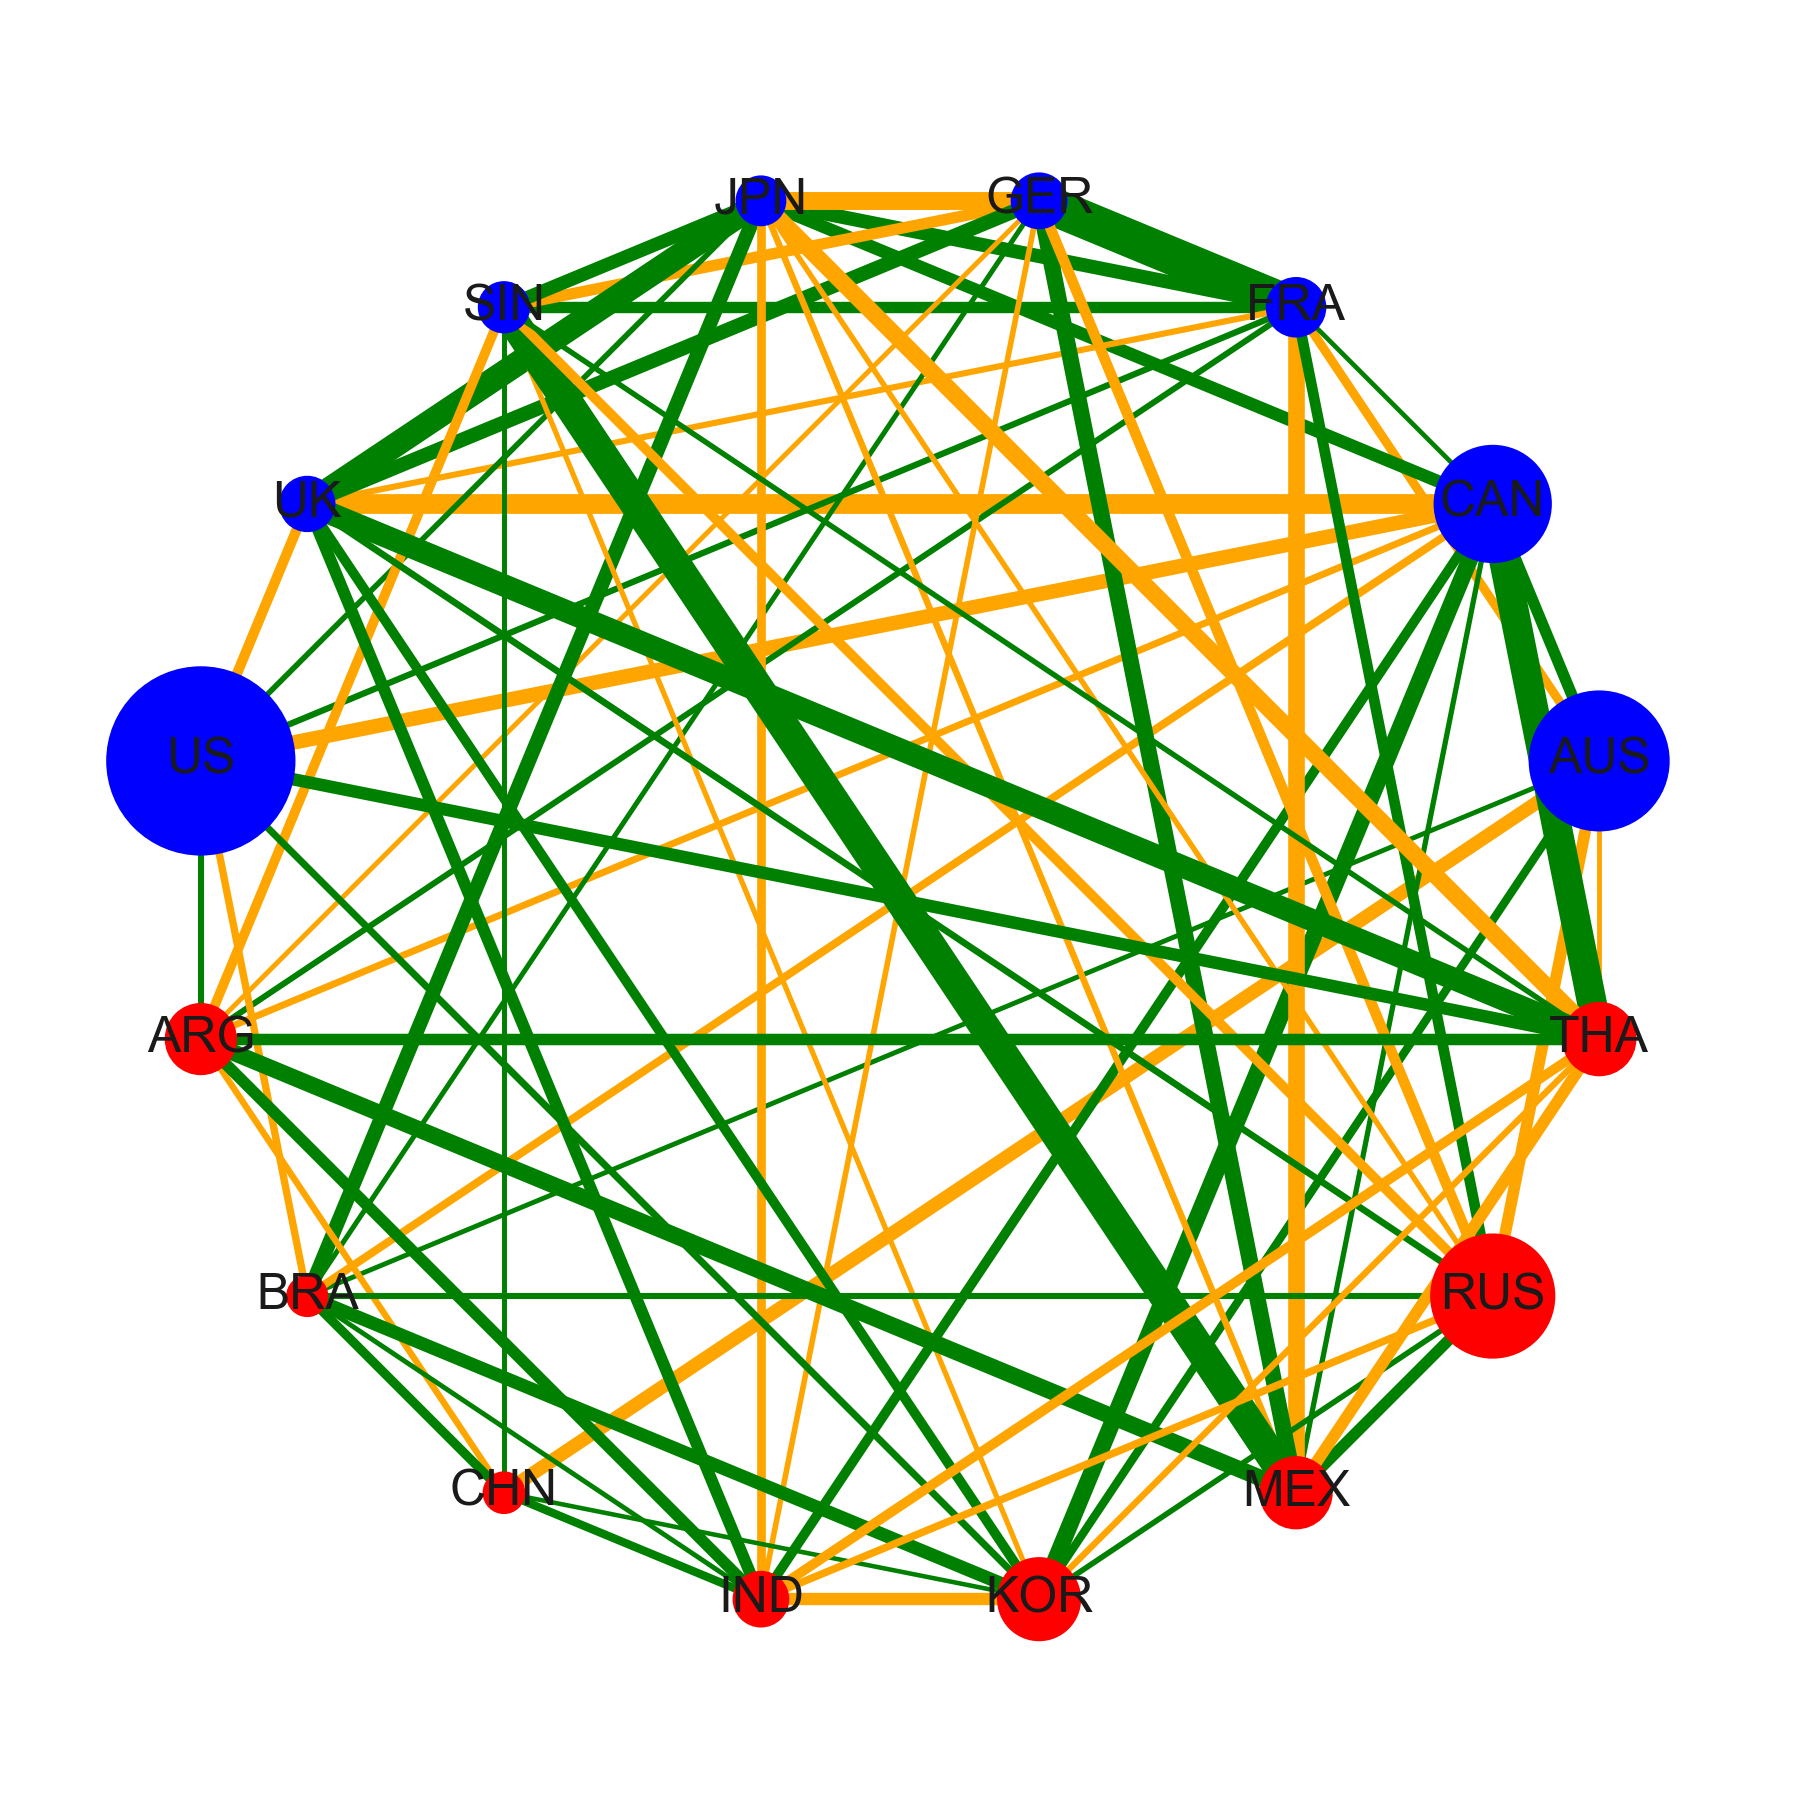 JPN
GER
SIN
FRA
UK
CAN
US
AUS
ARG
THA
BRA
RUS
CHN
MEX
IND
KOR